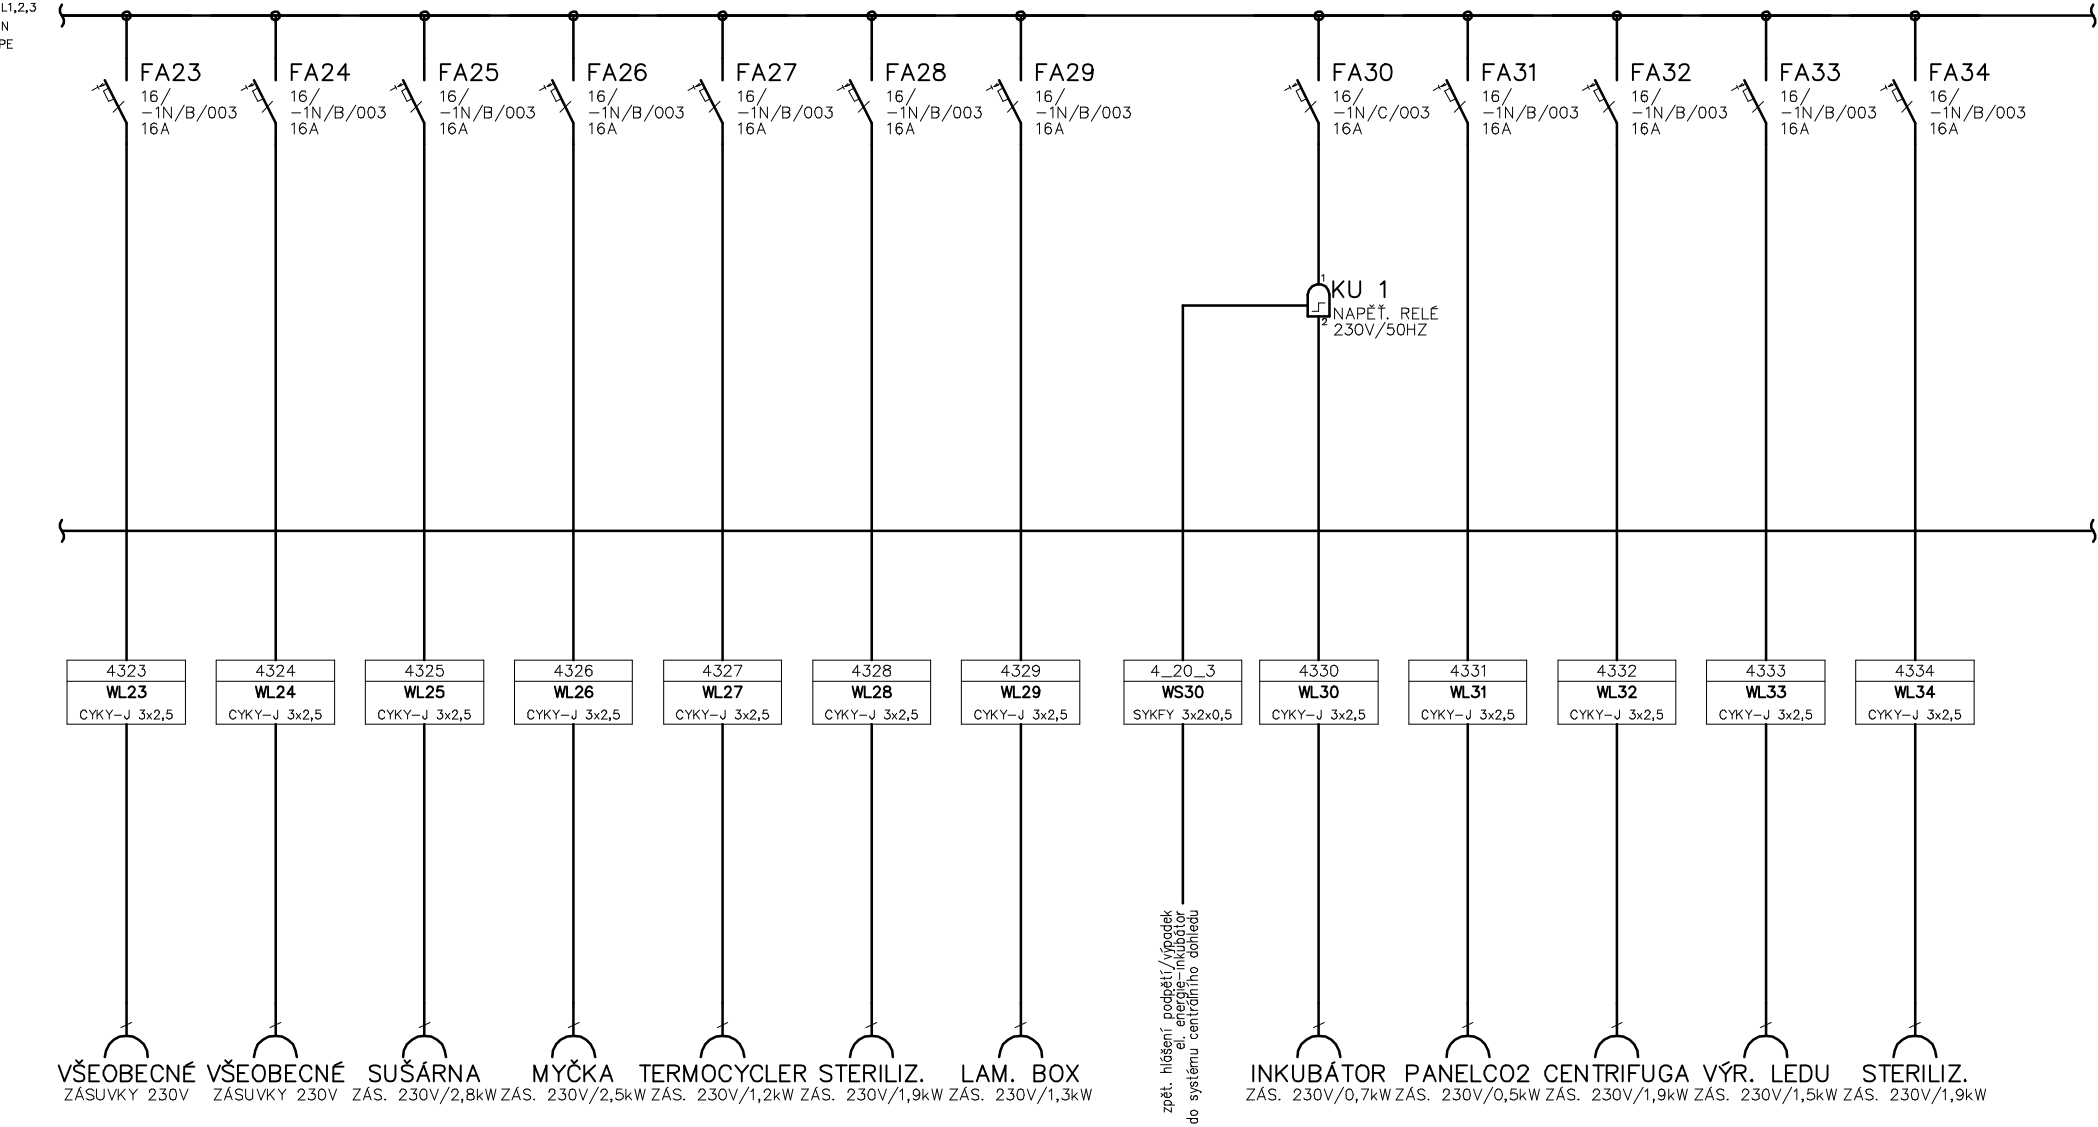 L1,2,3
N
PE
FA23
16/
-1N/B/003
16A
FA24
16/
-1N/B/003
16A
FA25
16/
-1N/B/003
16A
FA26
16/
-1N/B/003
16A
FA27
16/
-1N/B/003
16A
FA28
16/
-1N/B/003
16A
FA29
16/
-1N/B/003
16A
FA30
16/
-1N/C/003
16A
FA31
16/
-1N/B/003
16A
FA32
16/
-1N/B/003
16A
FA33
16/
-1N/B/003
16A
FA34
16/
-1N/B/003
16A
1
KU 1
NAPĚŤ. RELÉ
2
230V/50HZ
4323
WL23
CYKY-J 3x2,5
4324
WL24
CYKY-J 3x2,5
4325
WL25
CYKY-J 3x2,5
4326
WL26
CYKY-J 3x2,5
4327
WL27
CYKY-J 3x2,5
4328
WL28
CYKY-J 3x2,5
4329
WL29
CYKY-J 3x2,5
4_20_3
WS30
SYKFY 3x2x0,5
4330
WL30
CYKY-J 3x2,5
4331
WL31
CYKY-J 3x2,5
4332
WL32
CYKY-J 3x2,5
4333
WL33
CYKY-J 3x2,5
4334
WL34
CYKY-J 3x2,5
VŠEOBECNÉ
ZÁSUVKY 230V
VŠEOBECNÉ
ZÁSUVKY 230V
SUŠÁRNA
ZÁS. 230V/2,8kW
MYČKA
ZÁS. 230V/2,5kW
TERMOCYCLER
ZÁS. 230V/1,2kW
STERILIZ.
ZÁS. 230V/1,9kW
LAM. BOX
ZÁS. 230V/1,3kW
zpět. hlášení podpětí/výpadek
el. energie-inkubátor
do systému centrálního dohledu
INKUBÁTOR
ZÁS. 230V/0,7kW
PANELCO2
ZÁS. 230V/0,5kW
CENTRIFUGA
ZÁS. 230V/1,9kW
VÝR. LEDU
ZÁS. 230V/1,5kW
STERILIZ.
ZÁS. 230V/1,9kW